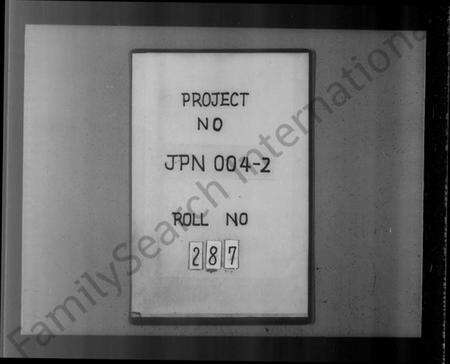 PROJECT
NO
JPN 004-2
ROLL NO
287
FamilySearch International